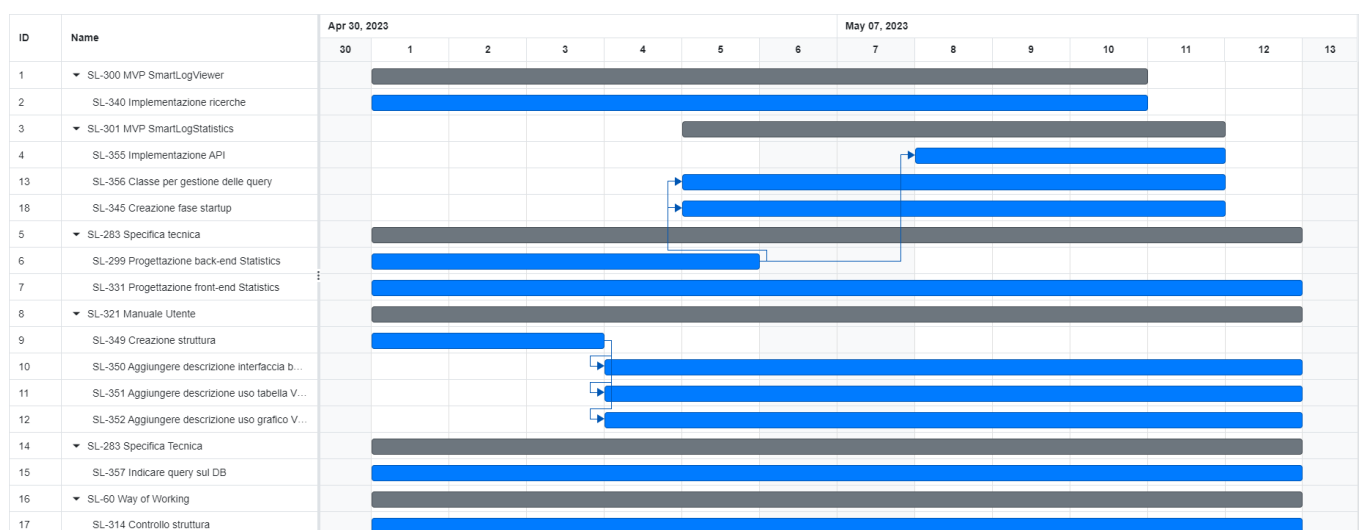 ID Name Apr 30, 2023 May 07, 2023
30 1 2 3 4 5 6 7 8 9 10 11 12 13
1 SL-300 MVP SmartLogViewer
2 SL-340 Implementazione ricerche
3 SL-301 MVP SmartLogStatistics
4 SL-355 Implementazione API
13 SL-356 Classe per gestione delle query
18 SL-345 Creazione fase startup
5 SL-283 Specifica tecnica
6 SL-299 Progettazione back-end Statistics
7 SL-331 Progettazione front-end Statistics
8 SL-321 Manuale Utente
9 SL-349 Creazione struttura
10 SL-350 Aggiungere descrizione interfaccia b...
11 SL-351 Aggiungere descrizione uso tabella V...
12 SL-352 Aggiungere descrizione uso grafico V...
14 SL-283 Specifica Tecnica
15 SL-357 Indicare query sul DB
16 SL-60 Way of Working
17 SL-314 Controllo struttura